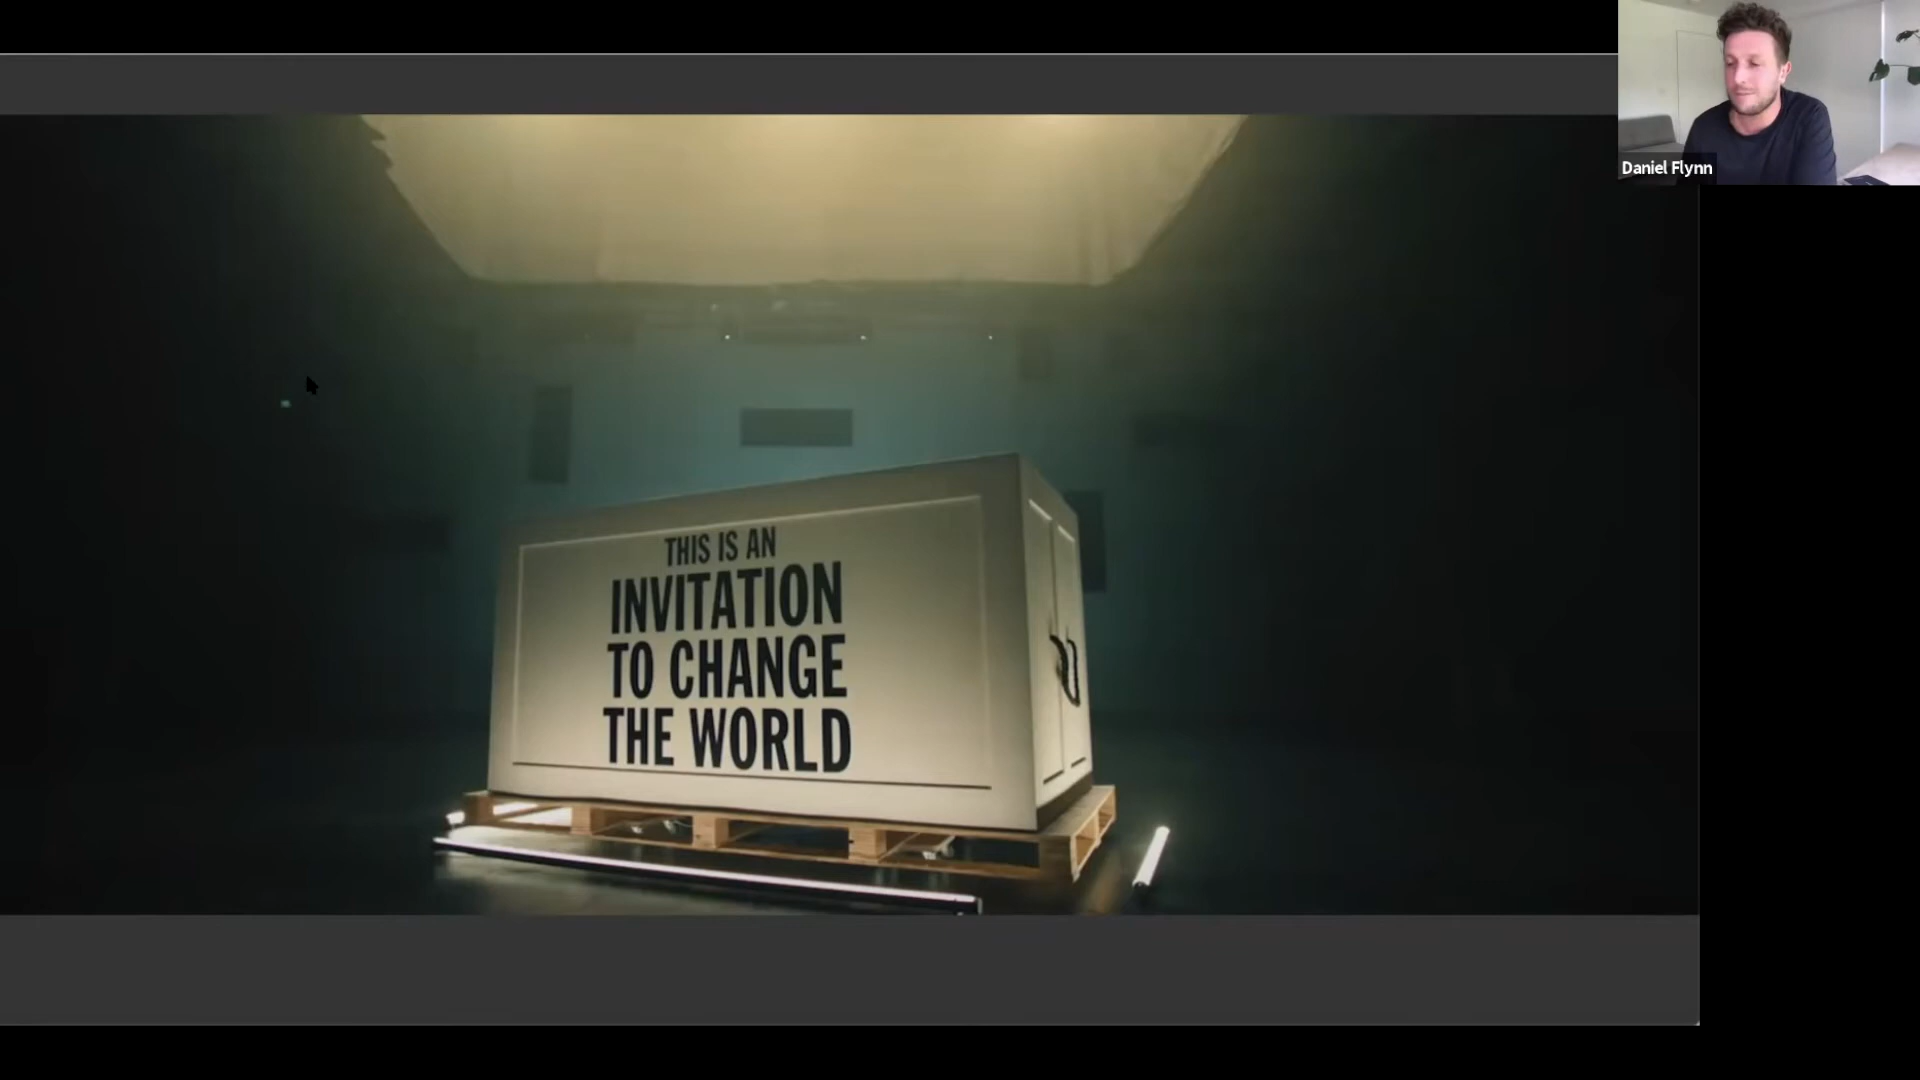 Daniel Flynn
THIS IS AN
INVITATION
TO CHANGE
THE WORLD